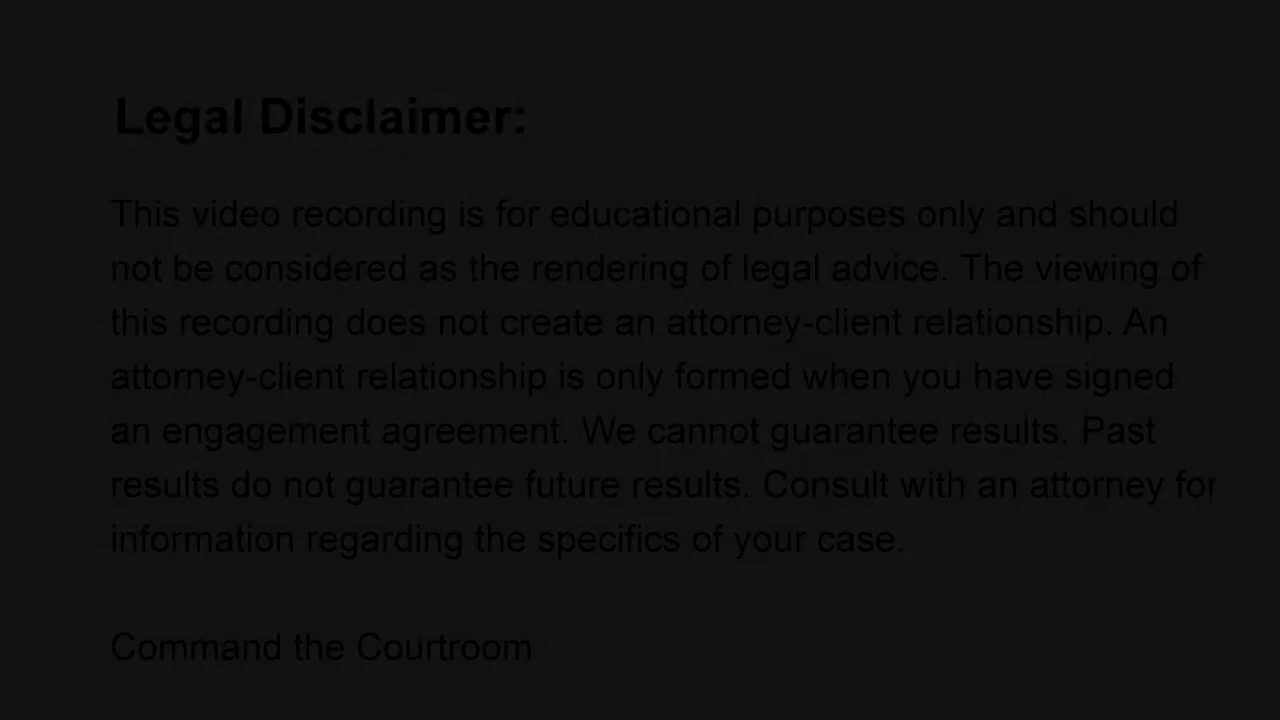 Legal Disclaimer:
This video recording is for educational purposes only and should
not be considered as the rendering of legal advice. The viewing of
this recording does not create an attorney-client relationship. An
attorney-client relationship is only formed when you have signed
an engagement agreement. We cannot guarantee results. Past
results do not guarantee future results. Consult with an attorney for
information regarding the specifics of your case.
Command the Courtroom